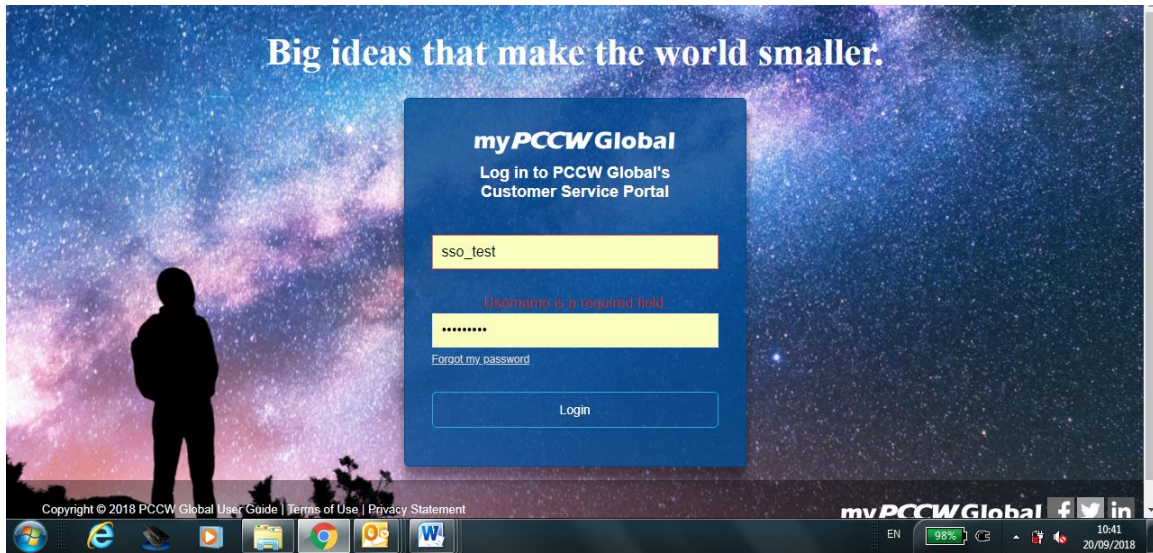 Big ideas that make the world smaller.
myPCCWGlobal
Log in to PCCW Global's
Customer Service Portal
sso_test
Username is a required field
•••••••••
Forgot my password
Login
Copyright © 2018 PCCW Global User Guide | Terms of Use | Privacy Statement
myPCCWGlobal
f in
EN 98% 10:41
20/09/2018